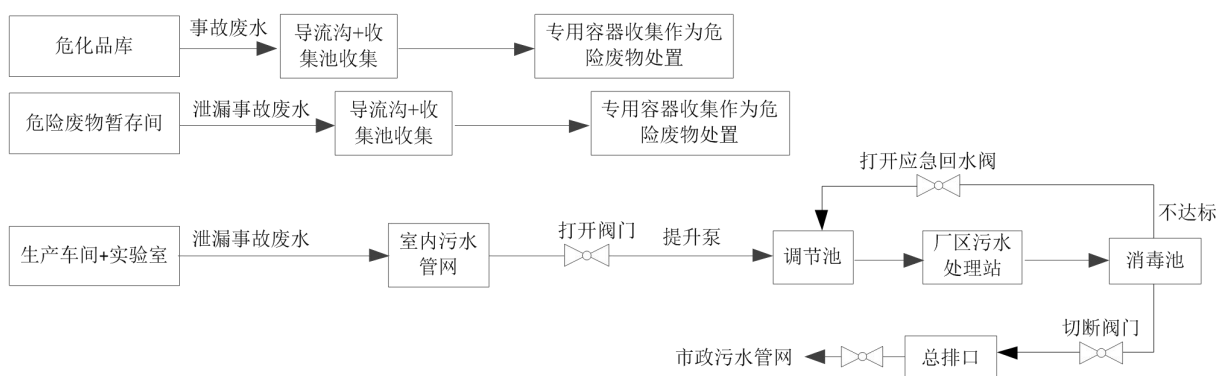 危化品库
事故废水
导流沟+收
集池收集
专用容器收集作为危
险废物处置
危险废物暂存间
泄漏事故废水
导流沟+收
集池收集
专用容器收集作为危
险废物处置
打开应急回水阀
不达标
生产车间+实验室
泄漏事故废水
室内污水
管网
打开阀门
提升泵
调节池
厂区污水
处理站
消毒池
切断阀门
总排口
市政污水管网